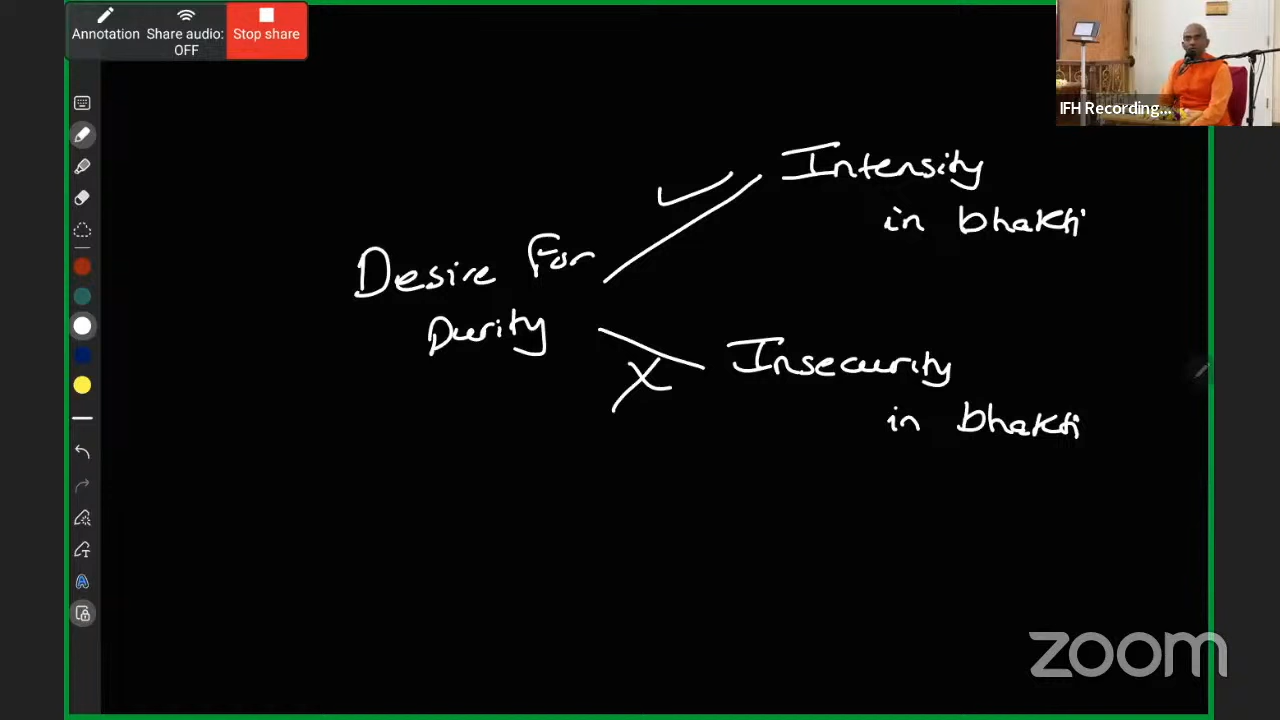 Annotation
Share audio:
OFF
Stop share
IFH Recording...
Intensity
in bhakti
Desire for
purity
Insecurity
in bhakti
zoom